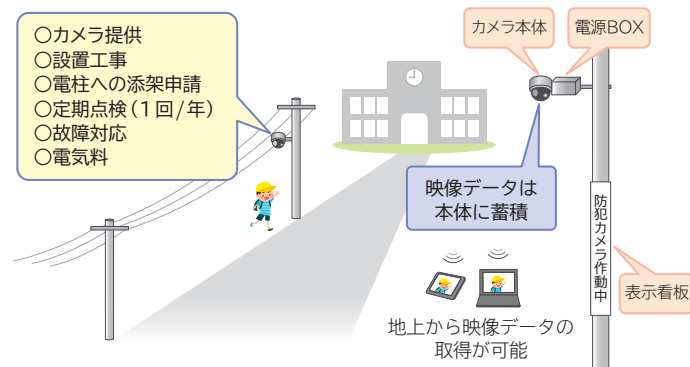 ○カメラ提供
○設置工事
○電柱への添架申請
○定期点検（1回/年）
○故障対応
○電気料
カメラ本体
電源BOX
映像データは
本体に蓄積
防犯カメラ作動中
表示看板
地上から映像データの
取得が可能